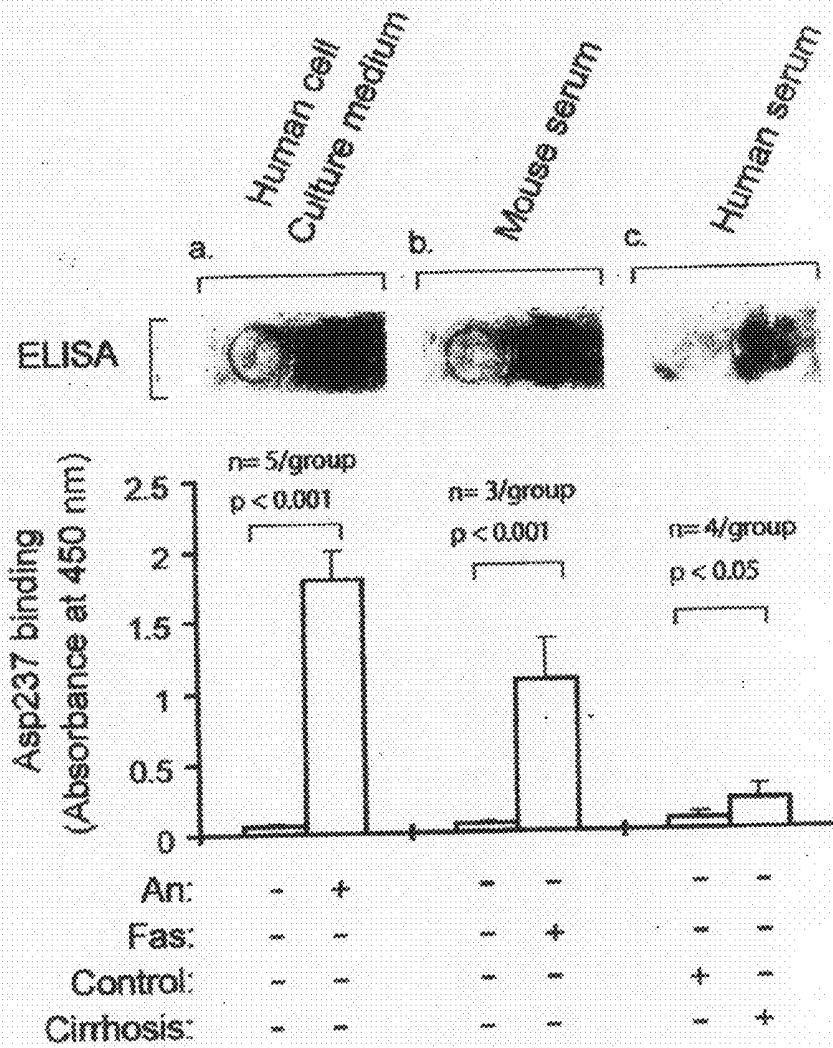 Human cell
Culture medium
Mouse serum
Human serum
a.
b.
c.
ELISA
n= 5/group
p < 0.001
n= 3/group
p < 0.001
n= 4/group
p < 0.05
Asp237 binding
(Absorbance at 450 nm)
2.5
2
1.5
1
0.5
0
An: - + - - - -
Fas: - - - + - -
Control: - - - - + -
Cirrhosis: - - - - - +